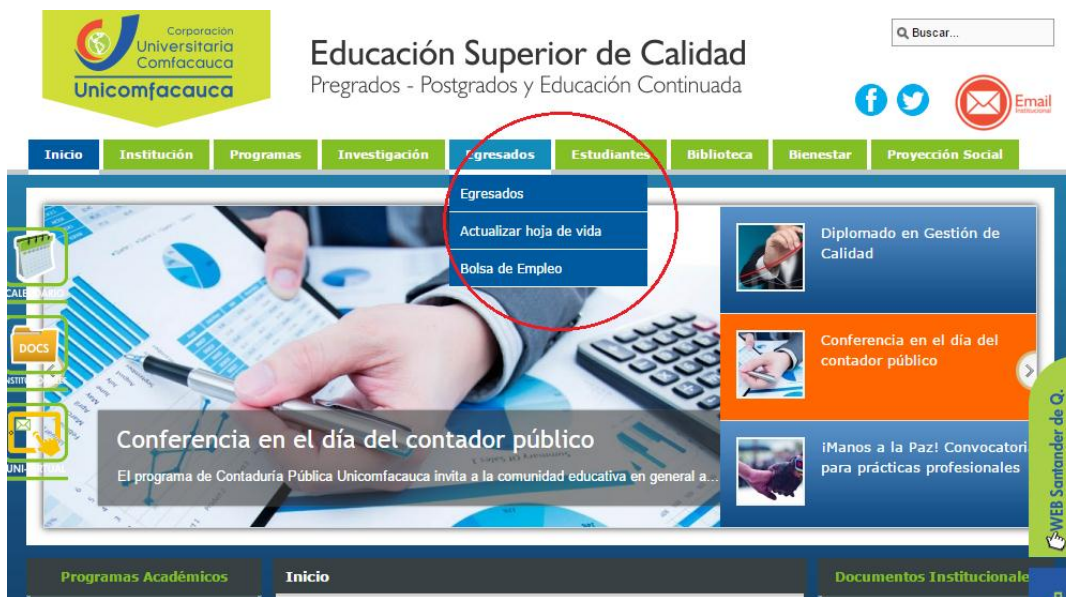 Corporación
Universitaria
Comfacauca
Unicomfacauca
Educación Superior de Calidad
Pregrados - Postgrados y Educación Continuada
Buscar...
Email
Institucional
Inicio
Institución
Programas
Investigación
Egresados
Estudiantes
Biblioteca
Bienestar
Proyección Social
Egresados
Actualizar hoja de vida
Bolsa de Empleo
CALENDARIO
DOCS
UNI-VIRTUAL
Conferencia en el día del contador público
El programa de Contaduría Pública Unicomfacauca invita a la comunidad educativa en general a...
Diplomado en Gestión de
Calidad
Conferencia en el día del
contador público
¡Manos a la Paz! Convocatori
para prácticas profesionales
WEB Santander de Q.
Programas Académicos
Inicio
Documentos Institucionale